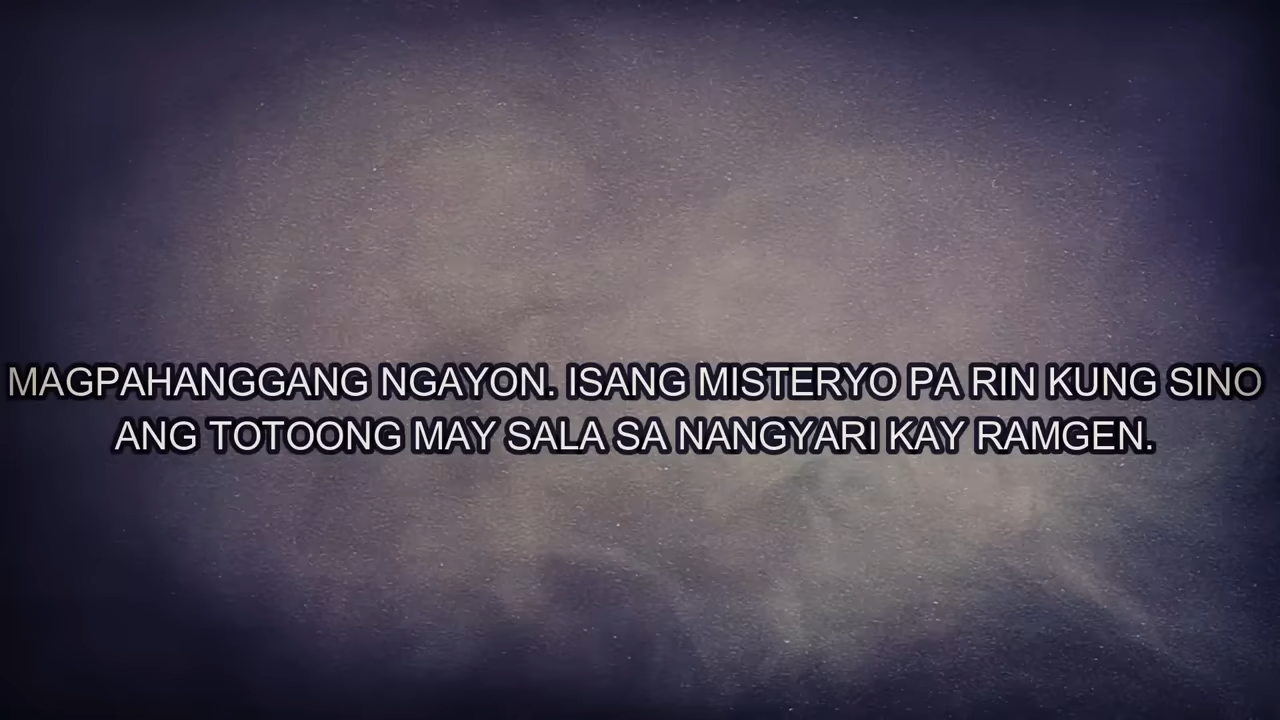 MAGPAHANGGANG NGAYON. ISANG MISTERYO PA RIN KUNG SINO
ANG TOTOONG MAY SALA SA NANGYARI KAY RAMGEN.